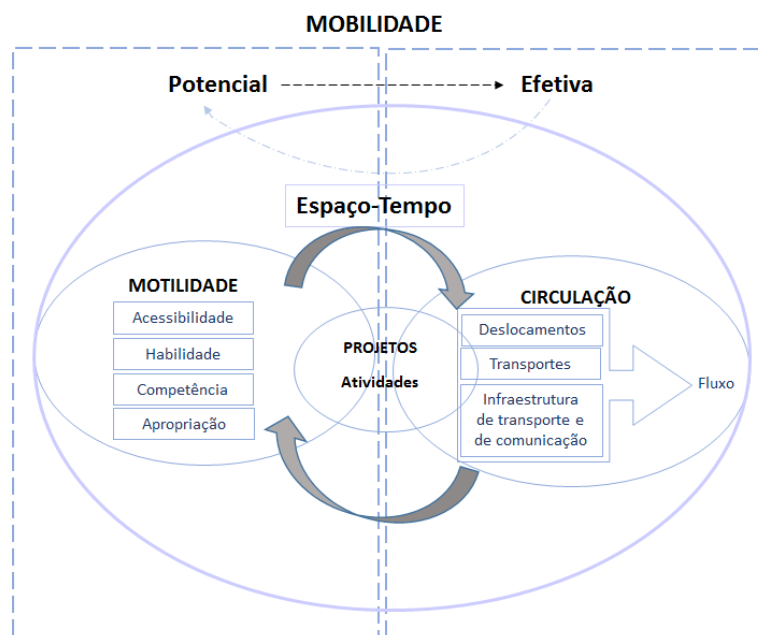 MOBILIDADE
Potencial
Efetiva
Espaço-Tempo
MOTILIDADE
Acessibilidade
Habilidade
Competência
Apropriação
PROJETOS
Atividades
CIRCULAÇÃO
Deslocamentos
Transportes
Infraestrutura
de transporte e
de comunicação
Fluxo